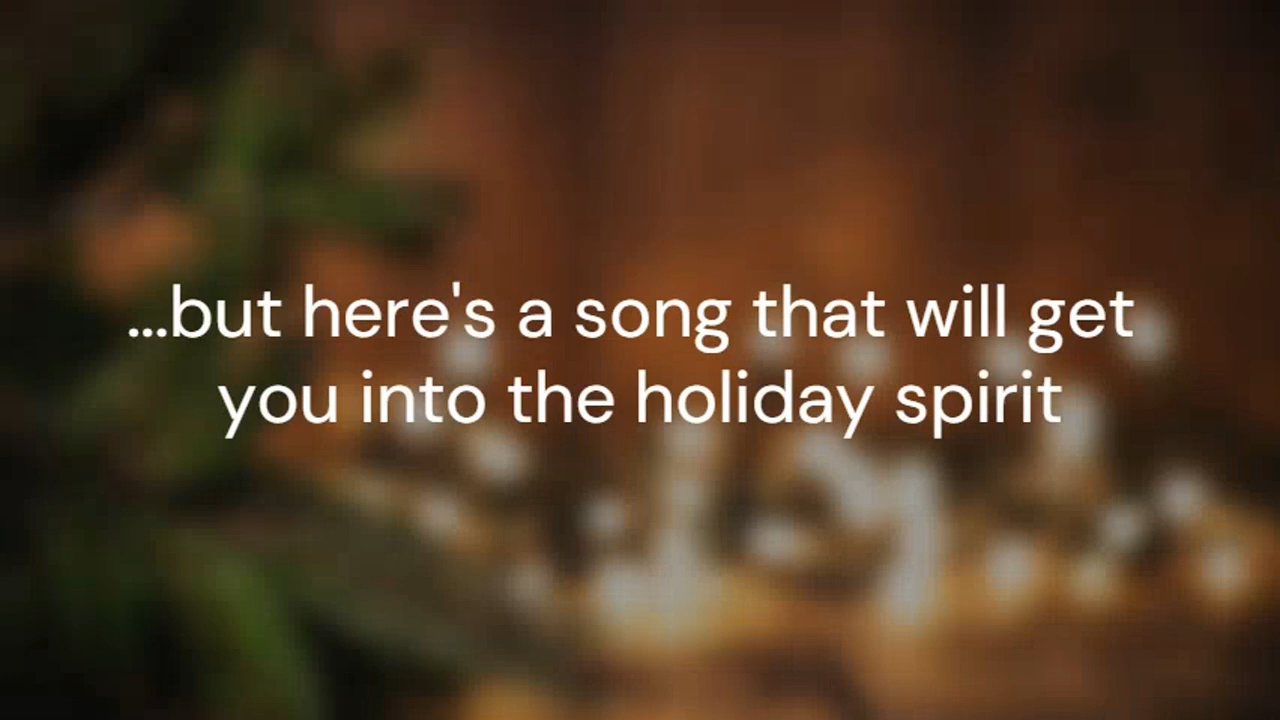 ...but here's a song that will get
you into the holiday spirit